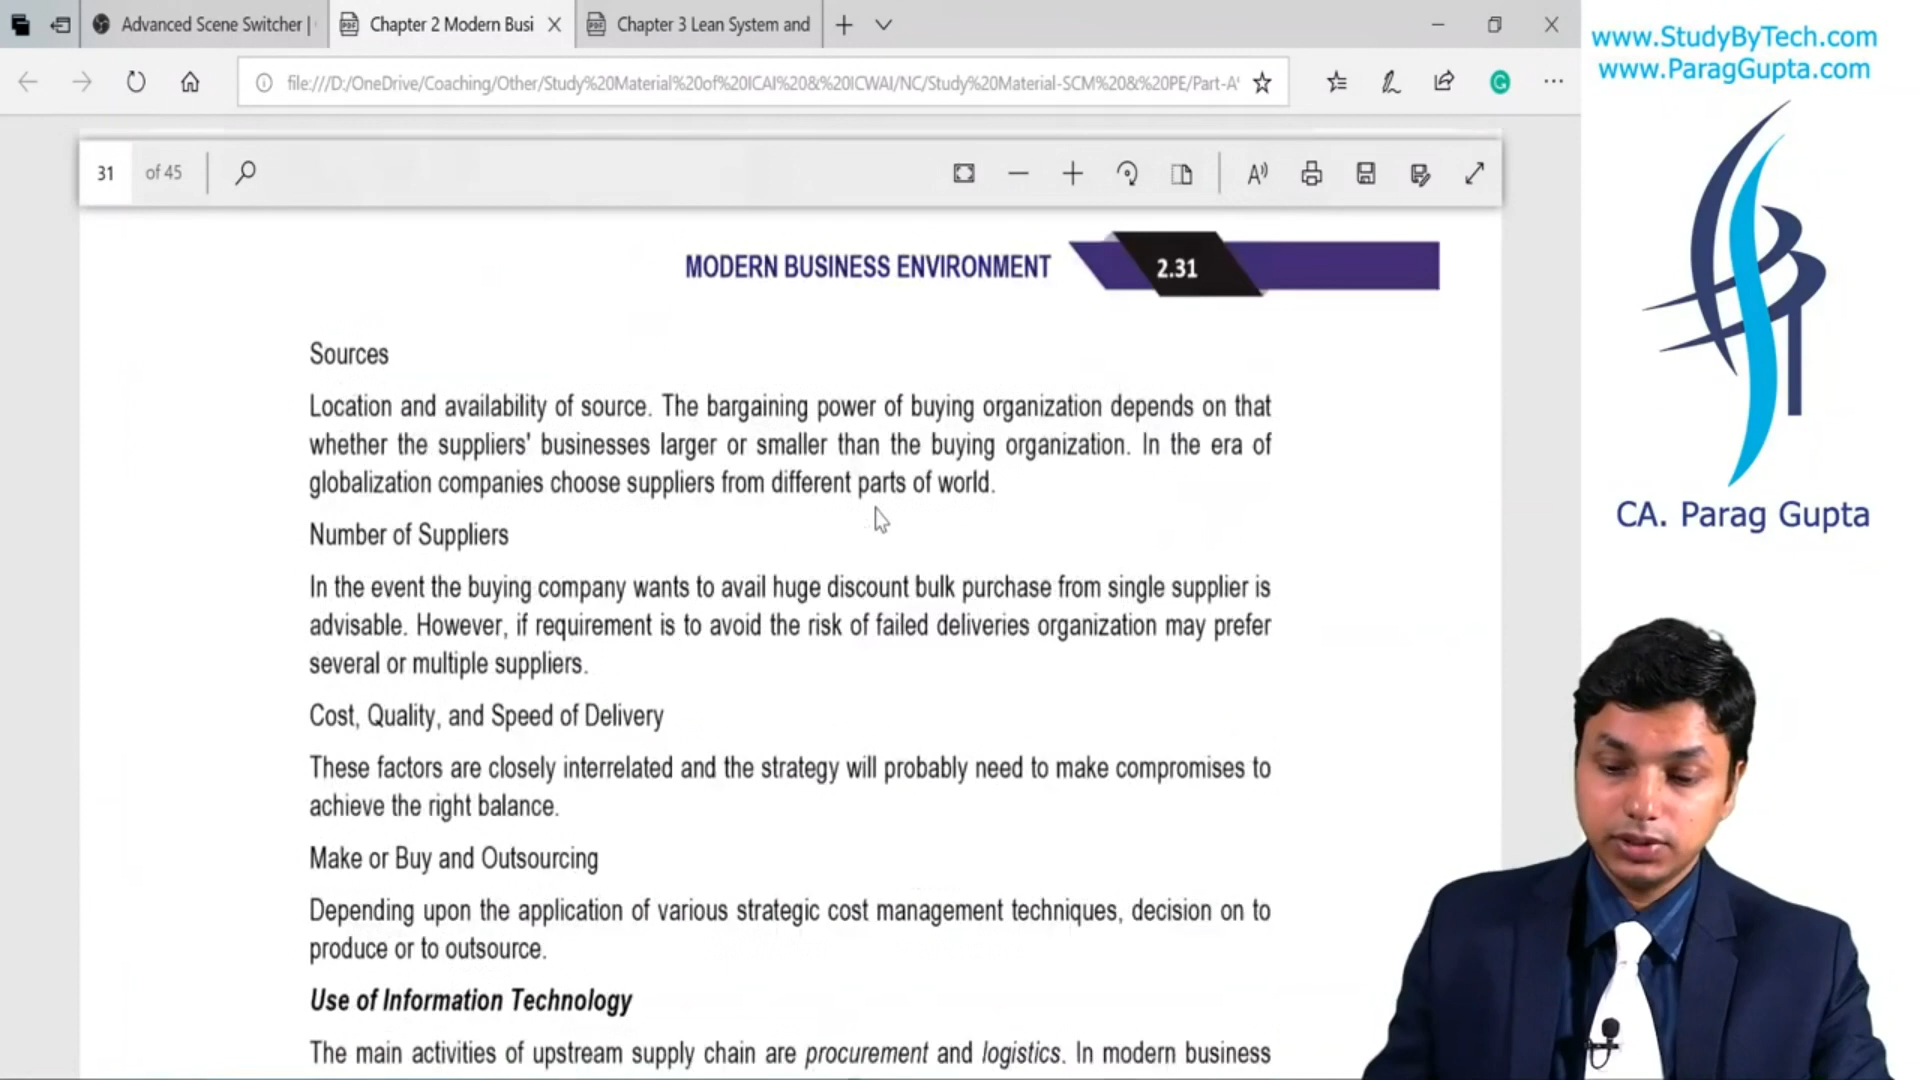 Advanced Scene Switcher |
Chapter 2 Modern Busi
Chapter 3 Lean System and
file:///D:/OneDrive/Coaching/Other/Study%20Material%20of%20ICAI%20&%20ICWAI/NC/Study%20Material-SCM%20&%20PE/Part-A'
www.StudyByTech.com
www.ParagGupta.com
31 of 45
MODERN BUSINESS ENVIRONMENT 2.31
Sources
Location and availability of source. The bargaining power of buying organization depends on that
whether the suppliers' businesses larger or smaller than the buying organization. In the era of
globalization companies choose suppliers from different parts of world.
Number of Suppliers
In the event the buying company wants to avail huge discount bulk purchase from single supplier is
advisable. However, if requirement is to avoid the risk of failed deliveries organization may prefer
several or multiple suppliers.
Cost, Quality, and Speed of Delivery
These factors are closely interrelated and the strategy will probably need to make compromises to
achieve the right balance.
Make or Buy and Outsourcing
Depending upon the application of various strategic cost management techniques, decision on to
produce or to outsource.
Use of Information Technology
The main activities of upstream supply chain are procurement and logistics. In modern business
CA. Parag Gupta